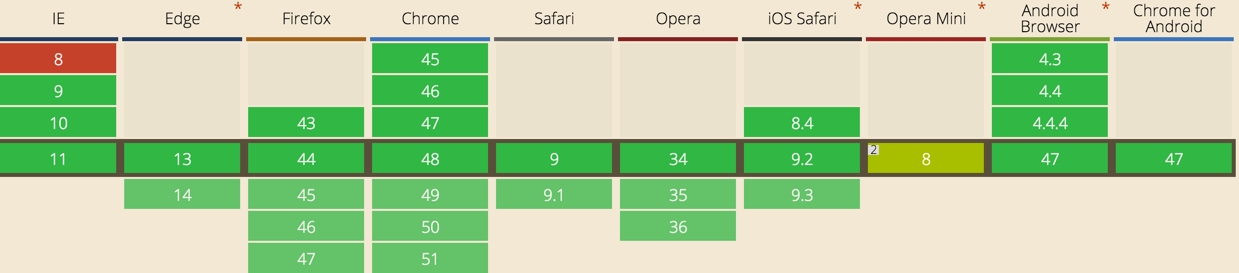 IE Edge * Firefox Chrome Safari Opera iOS Safari * Opera Mini * Android Browser * Chrome for Android
8 45 4.3
9 46 4.4
10 43 47 8.4 4.4.4
11 13 44 48 9 34 9.2 2 8 47 47
14 45 49 9.1 35 9.3
46 50 36
47 51